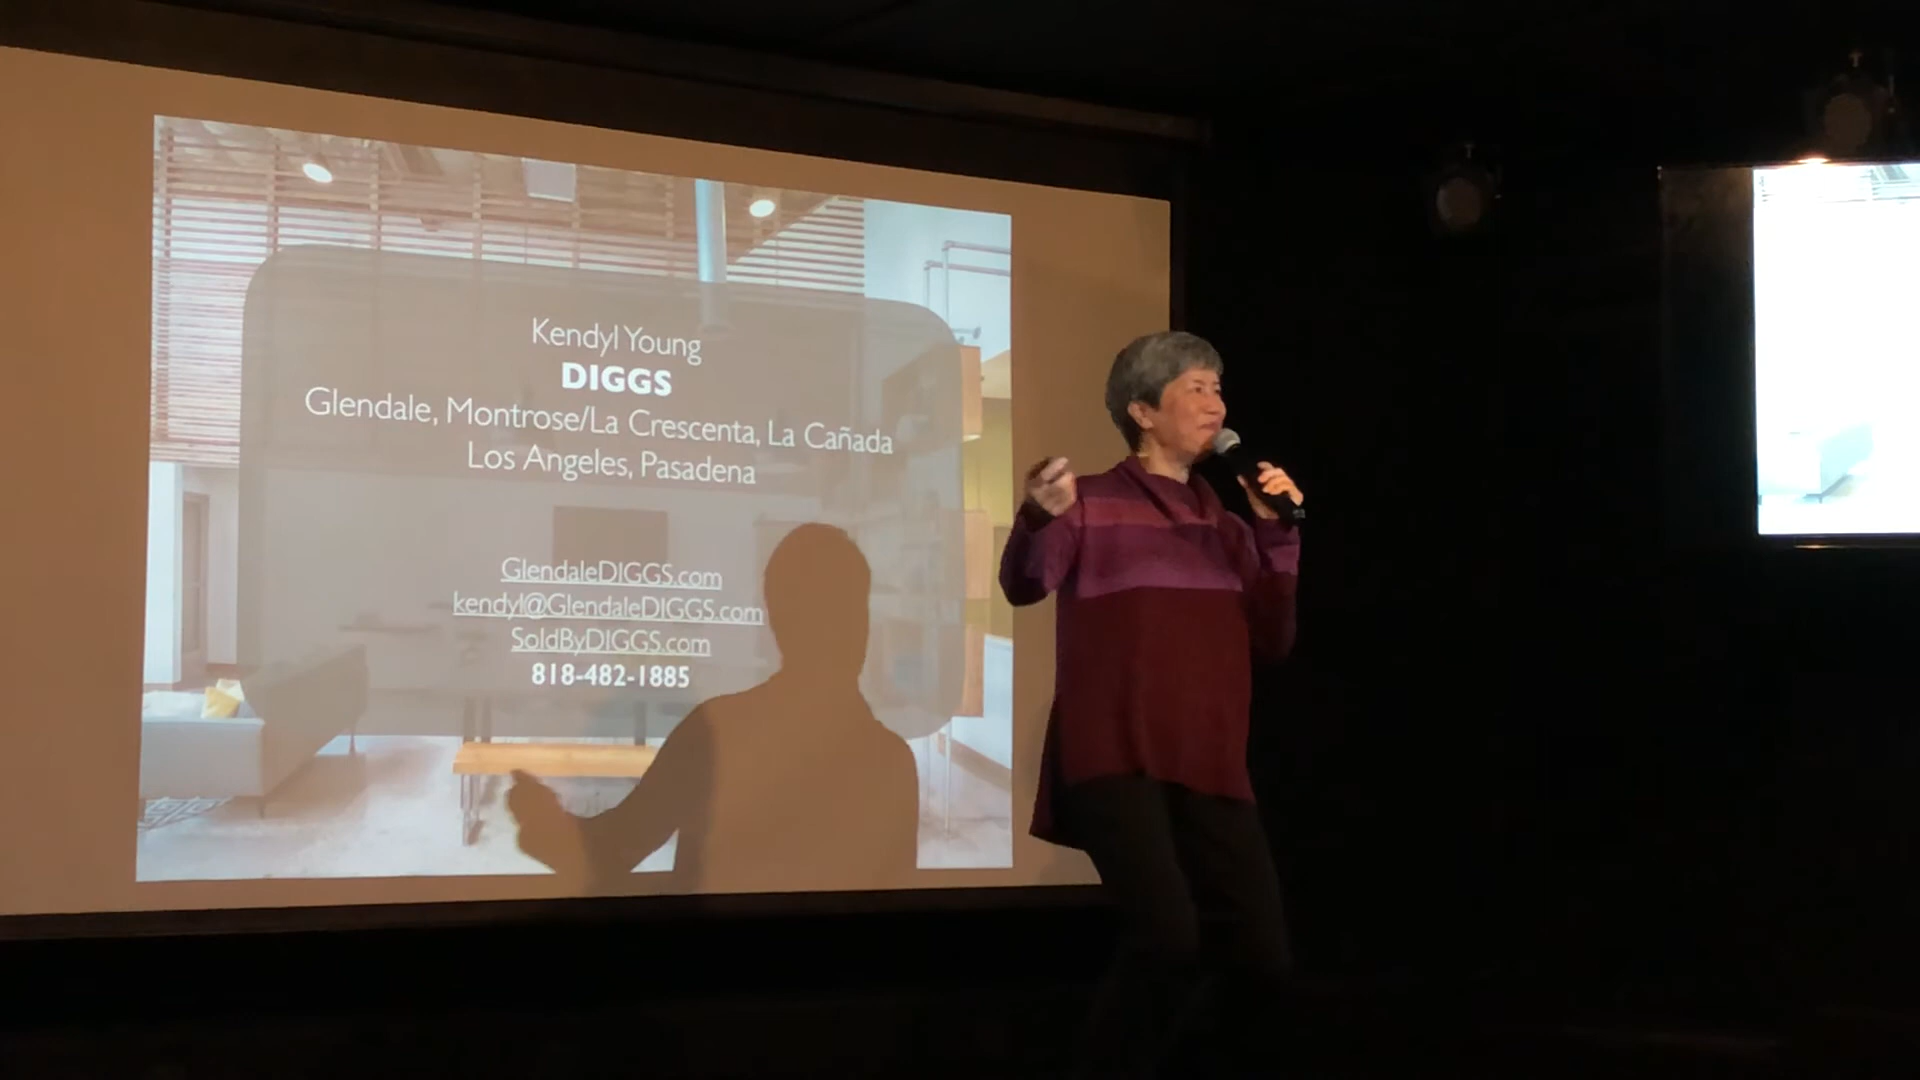 Kendyl Young
DIGGS
Glendale, Montrose/La Crescenta, La Cañada
Los Angeles, Pasadena
GlendaleDIGGS.com
kendyl@GlendaleDIGGS.com
SoldByDIGGS.com
818-482-1885